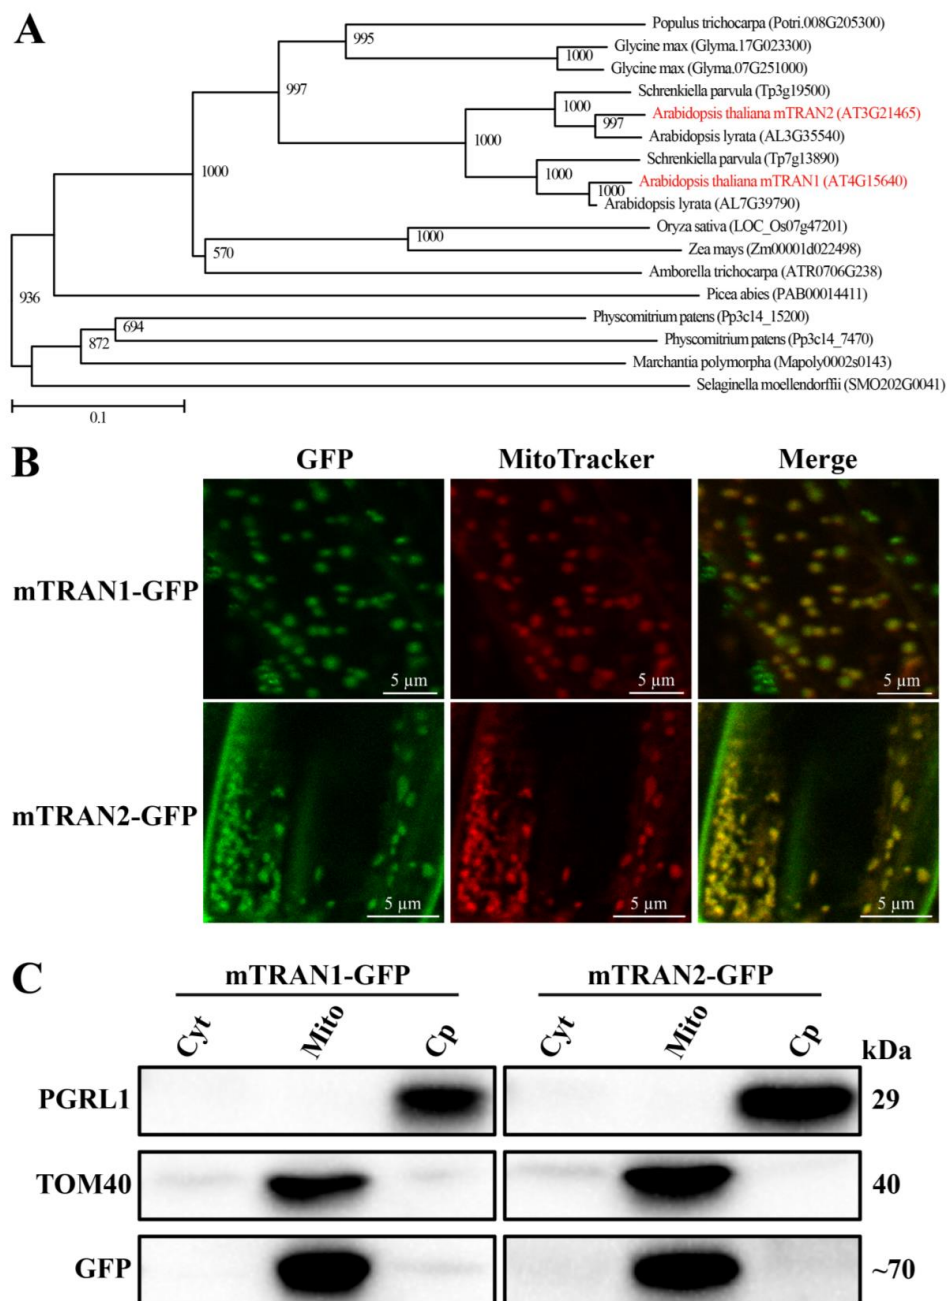 A
Populus trichocarpa (Potri.008G205300)
995
Glycine max (Glyma.17G023300)
1000
Glycine max (Glyma.07G251000)
997
Schrenkiella parvula (Tp3g19500)
1000
Arabidopsis thaliana mTRAN2 (AT3G21465)
997
Arabidopsis lyrata (AL3G35540)
1000
Schrenkiella parvula (Tp7g13890)
1000
1000
Arabidopsis thaliana mTRAN1 (AT4G15640)
1000
Arabidopsis lyrata (AL7G39790)
Oryza sativa (LOC_Os07g47201)
1000
Zea mays (Zm00001d022498)
570
Amborella trichocarpa (ATR0706G238)
Picea abies (PAB00014411)
936
Physcomitrium patens (Pp3c14_15200)
694
Physcomitrium patens (Pp3c14_7470)
872
Marchantia polymorpha (Mapoly0002s0143)
Selaginella moellendorffii (SMO202G0041)
0.1
B
GFP MitoTracker Merge
mTRAN1-GFP
5 µm 5 µm 5 µm
mTRAN2-GFP
5 µm 5 µm 5 µm
C
mTRAN1-GFP mTRAN2-GFP
Cyt Mito Cp Cyt Mito Cp kDa
PGRL1 29
TOM40 40
GFP ~70